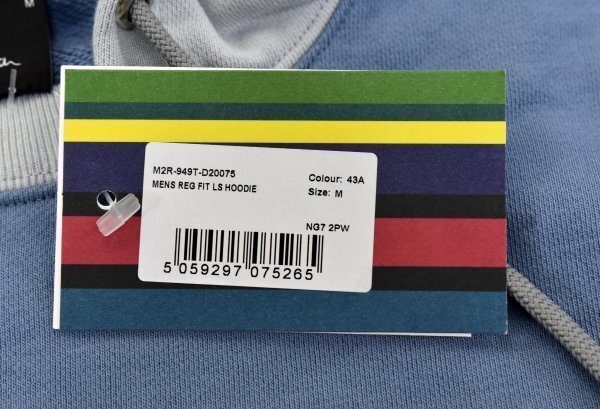 M
M2R-949T-D20075
MENS REG FIT LS HOODIE
Colour: 43A
Size: M
NG7 2PW
5 059297 075265